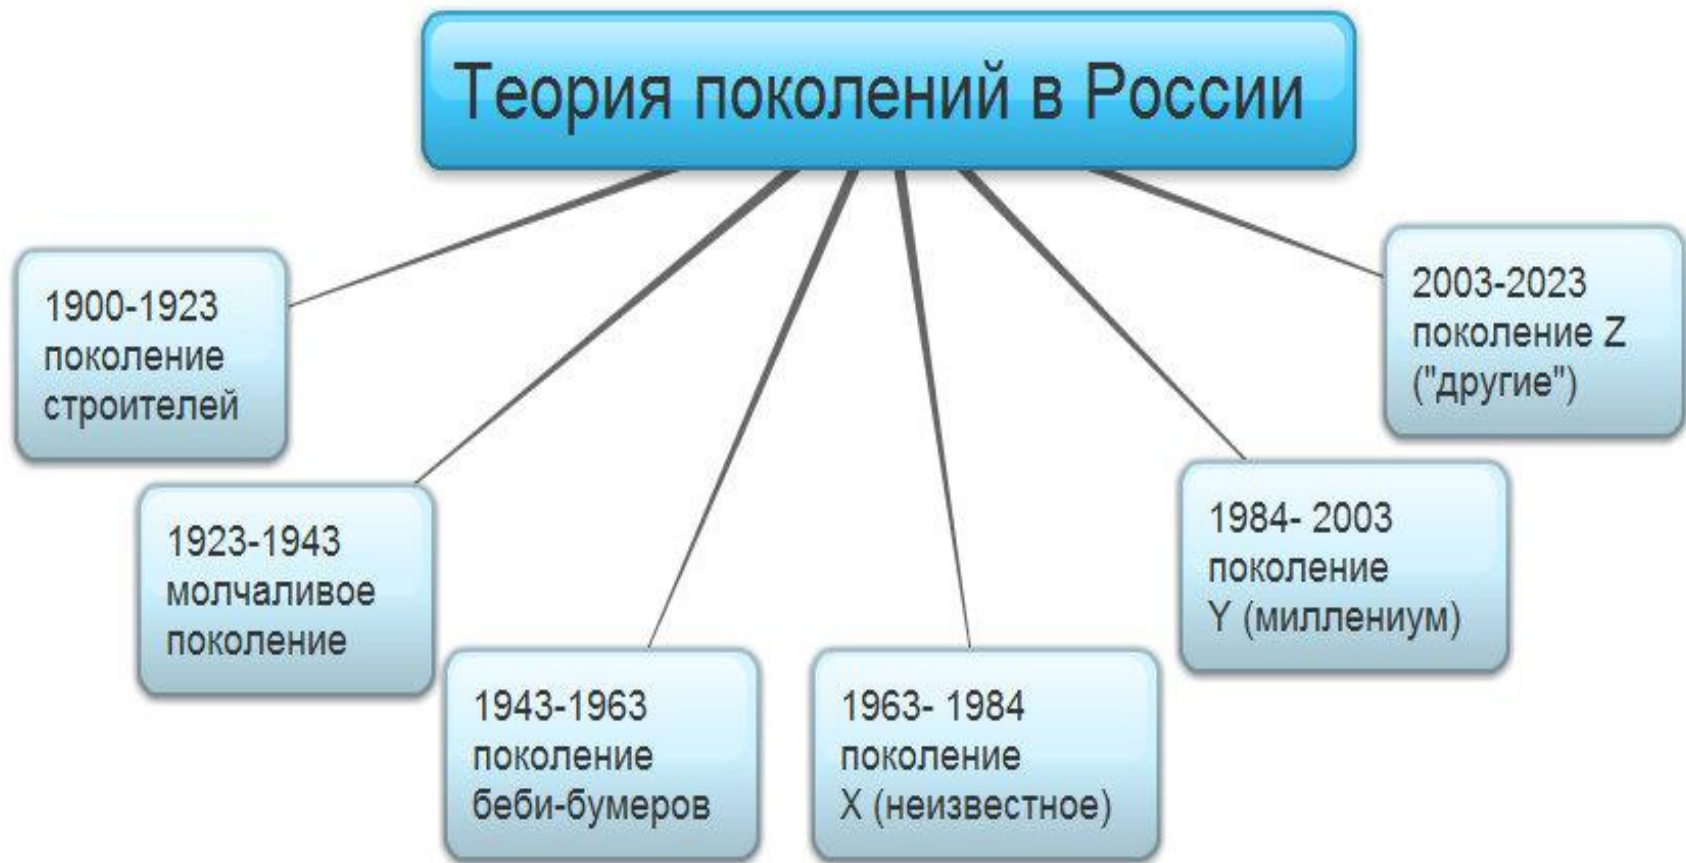 Теория поколений в России
1900-1923
поколение
строителей
1923-1943
молчаливое
поколение
1943-1963
поколение
беби-бумеров
1963- 1984
поколение
X (неизвестное)
1984- 2003
поколение
Y (миллениум)
2003-2023
поколение Z
("другие")